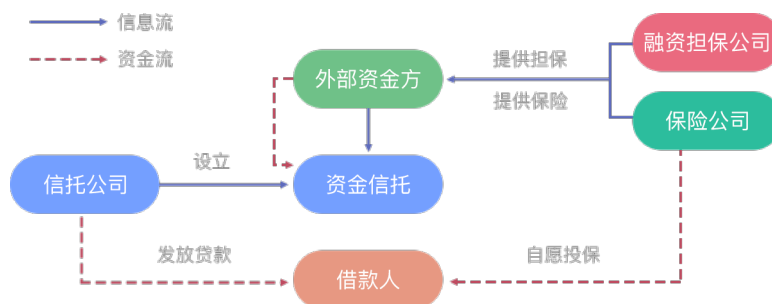 信息流
资金流
融资担保公司
提供担保
外部资金方
提供保险
保险公司
设立
信托公司
资金信托
发放贷款
自愿投保
借款人